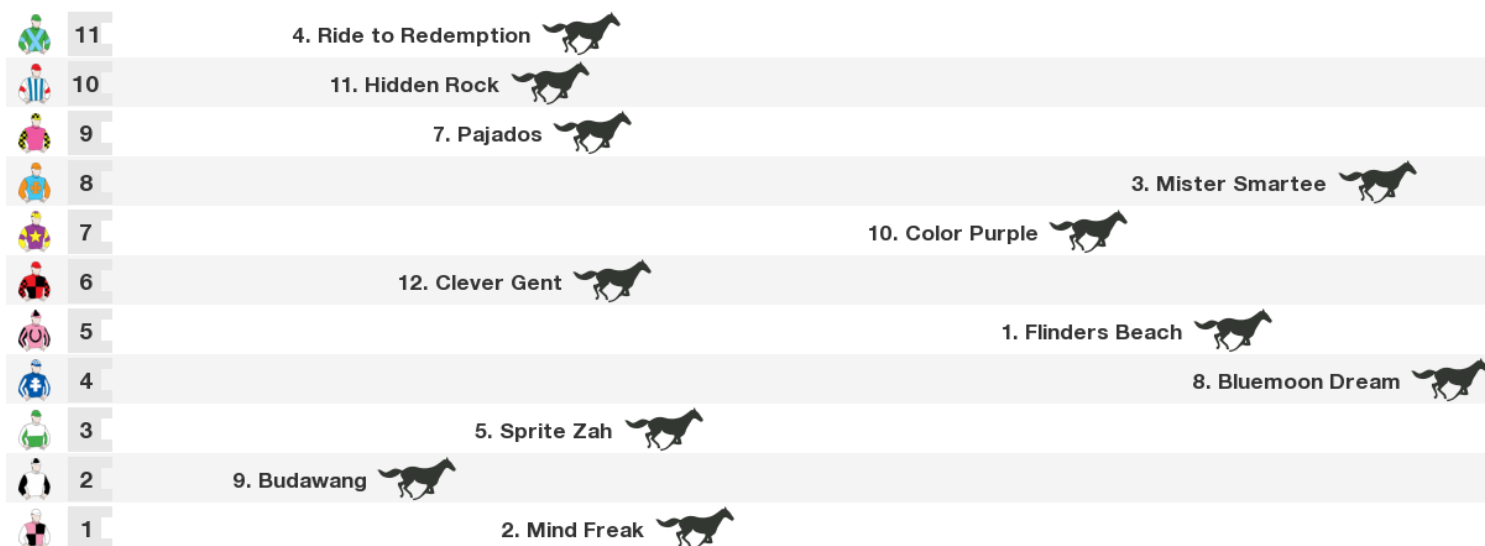 11 4. Ride to Redemption
10 11. Hidden Rock
9 7. Pajados
8 3. Mister Smartee
7 10. Color Purple
6 12. Clever Gent
5 1. Flinders Beach
4 8. Bluemoon Dream
3 5. Sprite Zah
2 9. Budawang
1 2. Mind Freak